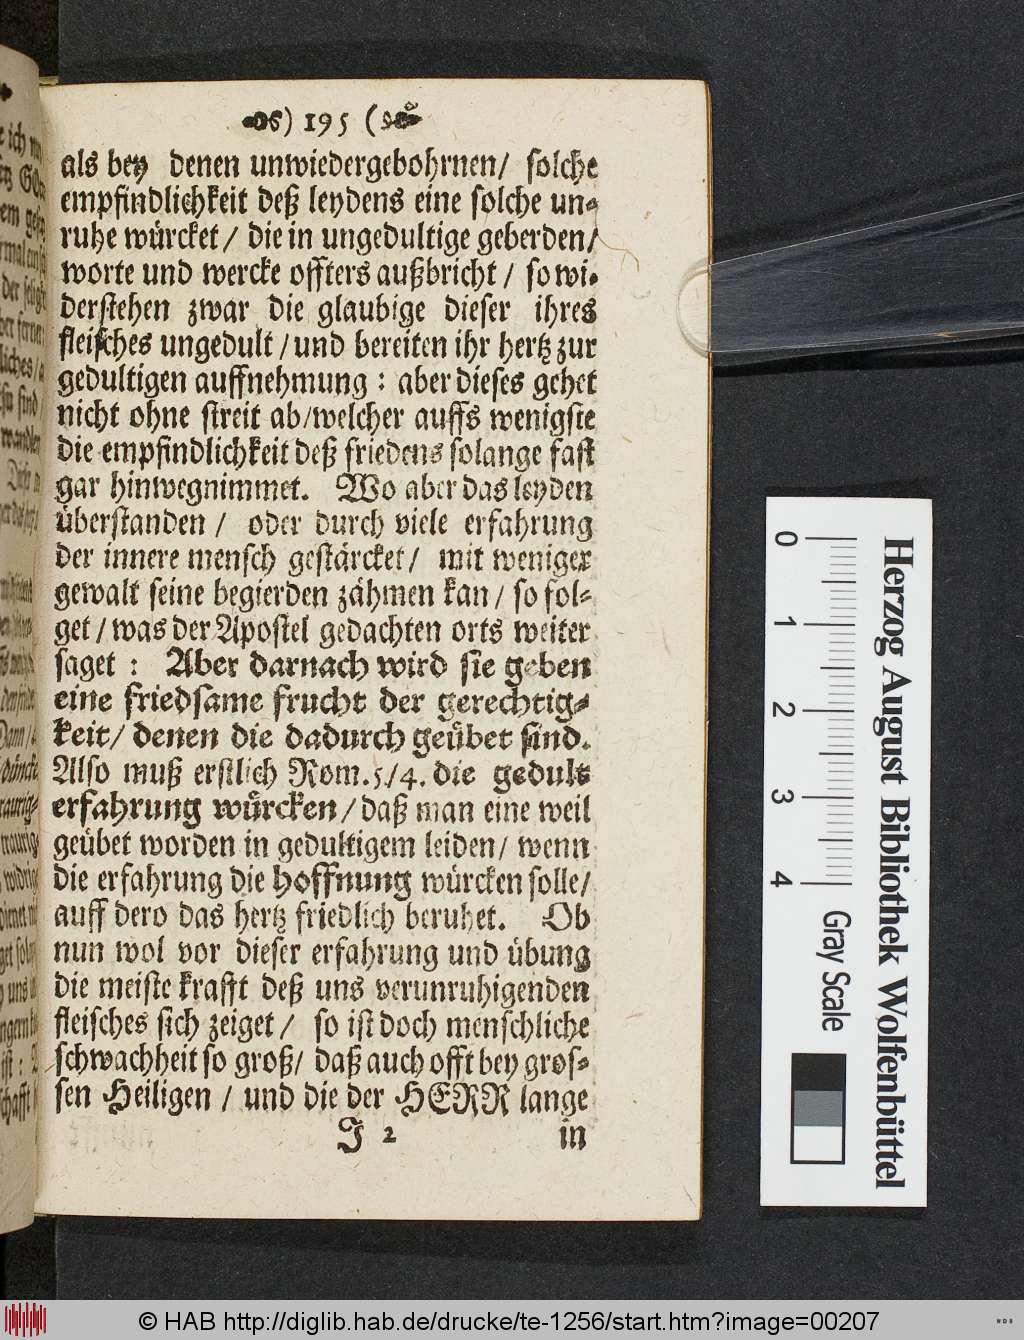 ) 195 (
als bey denen unwiedergebohrnen/ solche
empfindlichkeit deß leydens eine solche un-
ruhe würcket / die in ungedultige geberden/
worte und wercke offters außbricht / so wi-
derstehen zwar die glaubige dieser ihres
fleisches ungedult / und bereiten ihr hertz zur
gedultigen auffnehmung : aber dieses gehet
nicht ohne streit ab/welcher auffs wenigste
die empfindlichkeit deß friedens solange fast
gar hinwegnimmet. Wo aber das leyden
überstanden / oder durch viele erfahrung
der innere mensch gestärcket/ mit weniger
gewalt seine begierden zähmen kan / so fol-
get / was der Apostel gedachten orts weiter
saget : Aber darnach wird sie geben
eine friedsame frucht der gerechtig-
keit/ denen die dadurch geübet sind.
Also muß erstlich Rom. 5/4. die gedult
erfahrung würcken / daß man eine weil
geübet worden in gedultigem leiden/ wenn
die erfahrung die hoffnung würcken solle/
auff dero das hertz friedlich beruhet. Ob
nun wol vor dieser erfahrung und übung
die meiste krafft deß uns verunruhigenden
fleisches sich zeiget / so ist doch menschliche
schwachheit so groß/ daß auch offt bey gros-
sen Heiligen / und die der HERR lange
J 2 in
Herzog August Bibliothek Wolfenbüttel
0 1 2 3 4 Gray Scale
© HAB http://diglib.hab.de/drucke/te-1256/start.htm?image=00207